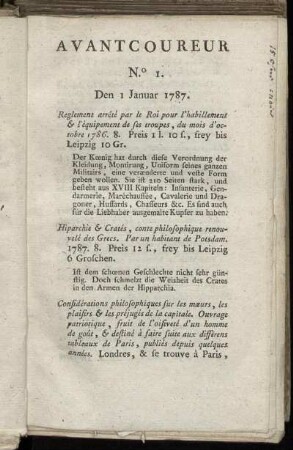 AVANTCOUREUR
N.º 1.
Den 1 Januar 1787.
Reglement arrêté par le Roi pour l'habillement
& l'équipement de ses troupes, du mois d'oc-
tobre 1786. 8. Preis 1 l. 10 s., frey bis
Leipzig 10 Gr.
Der Kœnig hat durch diese Verordnung der
Kleidung, Montirung, Uniform seines ganzen
Militairs, eine verænderte und veste Form
geben wollen. Sie ist 210 Seiten stark, und
besteht aus XVIII Kapiteln: Infanterie, Gen-
darmerie, Maréchaussée, Cavalerie und Dra-
goner, Hussards, Chasseurs &c. Es sind auch
für die Liebhaber ausgemalte Kupfer zu haben.
Hiparchie & Cratès, conte philosophique renou-
velé des Grecs. Par un habitant de Potsdam.
1787. 8. Preis 12 s., frey bis Leipzig
6 Groschen.
Ist dem schœnen Geschlechte nicht sehr gün-
stig. Doch schmelzt die Weisheit des Crates
in den Armen der Hipparchia.
Considérations philosophiques sur les mœurs, les
plaisirs & les préjugés de la capitale. Ouvrage
patriotique, fruit de l'oisiveté d'un homme
de goût, & destiné à faire suite aux différens
tableaux de Paris, publiés depuis quelques
années. Londres, & se trouve à Paris,